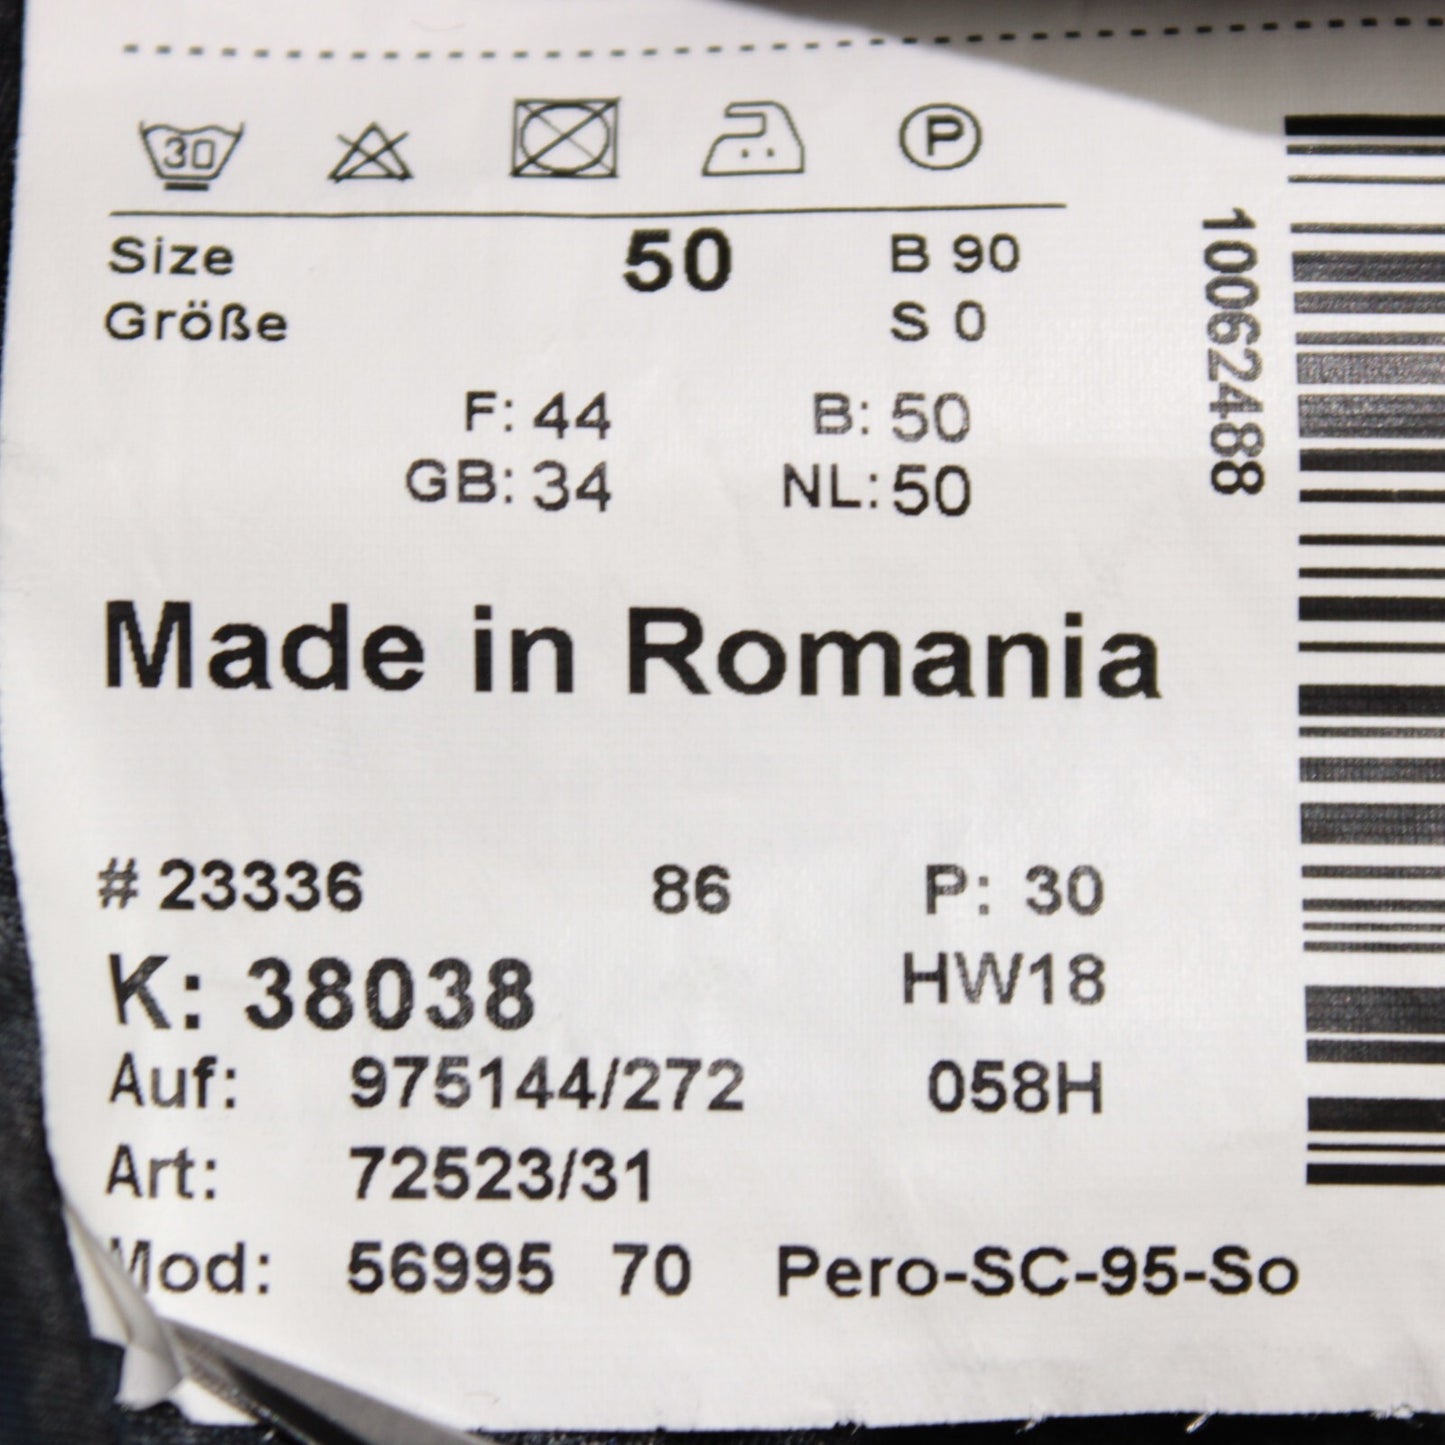 30 P
Size 50 B 90
Größe S 0
F: 44 B: 50
GB: 34 NL: 50
Made in Romania
# 23336 86 P: 30
K: 38038 HW18
Auf: 975144/272 058H
Art: 72523/31
Mod: 56995 70 Pero-SC-95-So
10062488